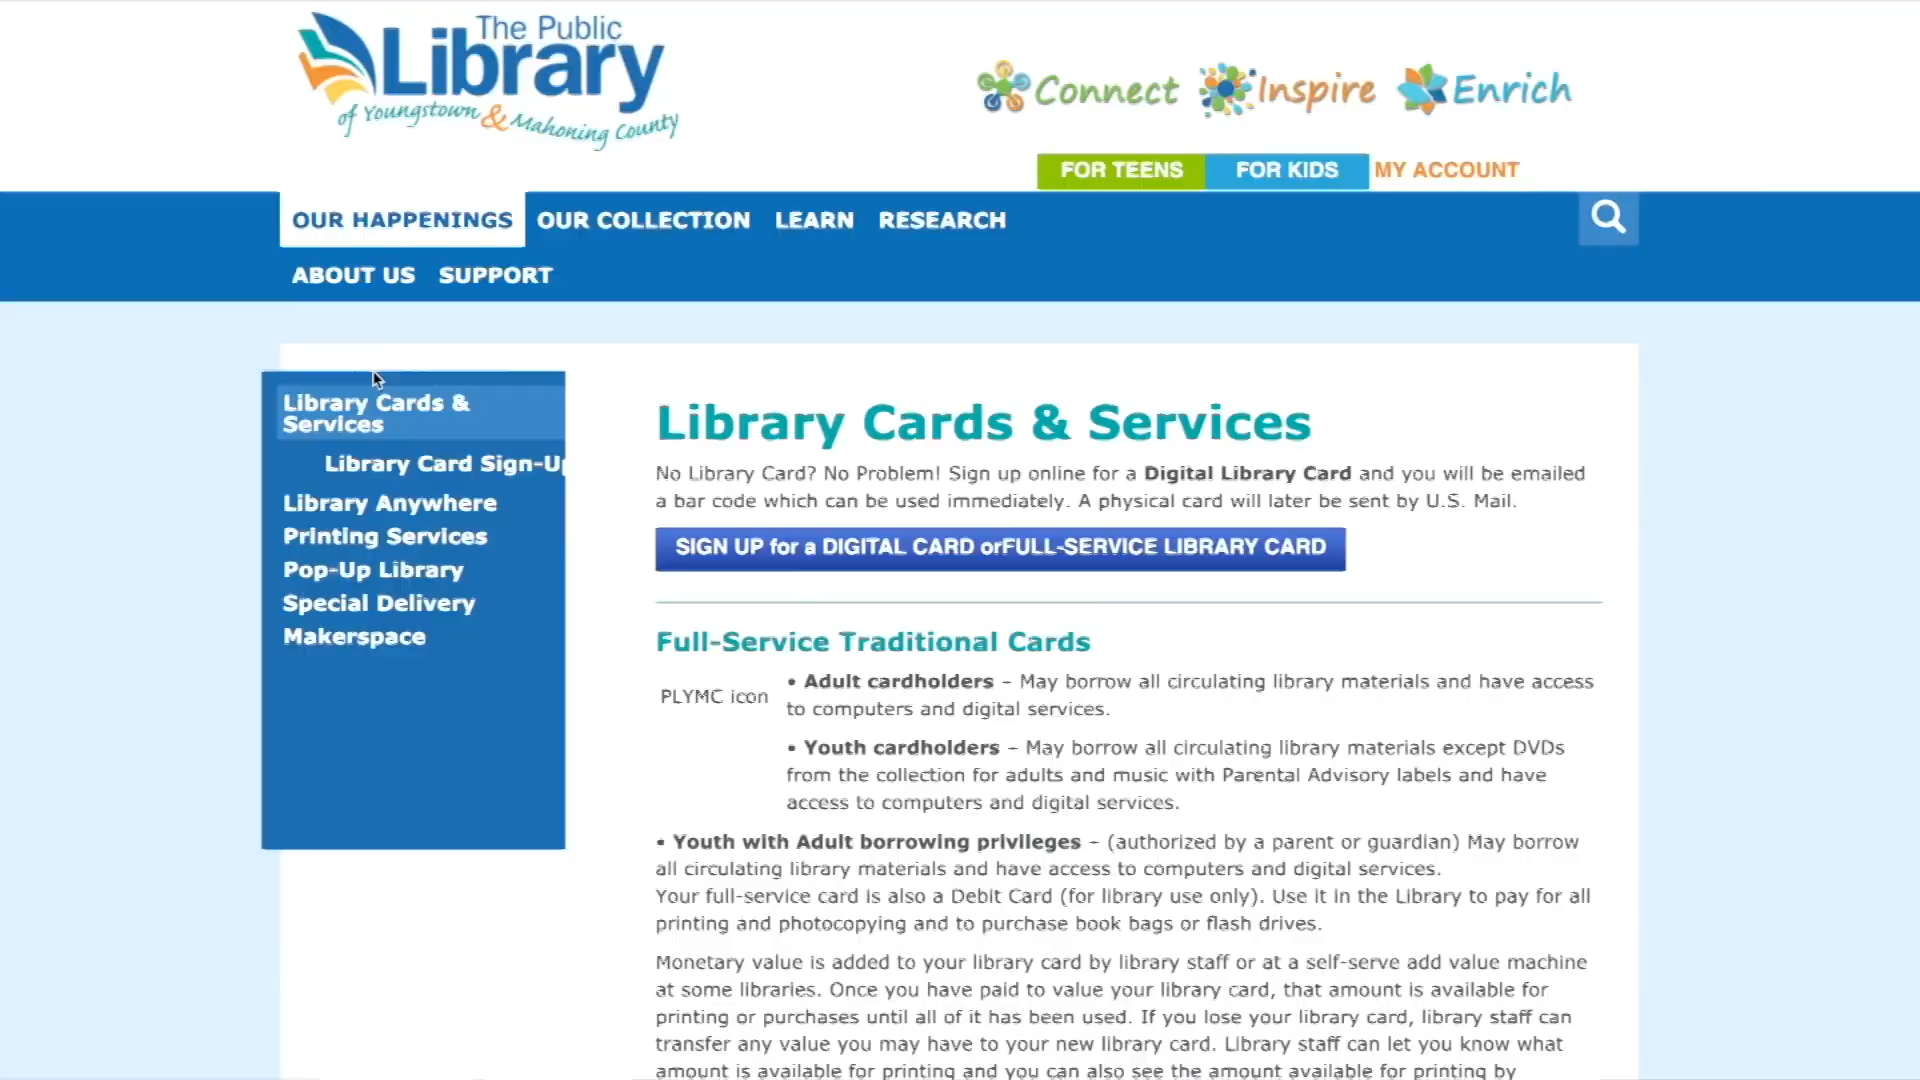 The Public
Library
of Youngstown & Mahoning County
Connect Inspire Enrich
FOR TEENS FOR KIDS MY ACCOUNT
OUR HAPPENINGS OUR COLLECTION LEARN RESEARCH
ABOUT US SUPPORT
Library Cards &
Services
Library Card Sign-Up
Library Anywhere
Printing Services
Pop-Up Library
Special Delivery
Makerspace
Library Cards & Services
No Library Card? No Problem! Sign up online for a Digital Library Card and you will be emailed
a bar code which can be used immediately. A physical card will later be sent by U.S. Mail.
SIGN UP for a DIGITAL CARD orFULL-SERVICE LIBRARY CARD
Full-Service Traditional Cards
PLYMC icon
• Adult cardholders – May borrow all circulating library materials and have access
to computers and digital services.
• Youth cardholders – May borrow all circulating library materials except DVDs
from the collection for adults and music with Parental Advisory labels and have
access to computers and digital services.
• Youth with Adult borrowing privileges – (authorized by a parent or guardian) May borrow
all circulating library materials and have access to computers and digital services.
Your full-service card is also a Debit Card (for library use only). Use it in the Library to pay for all
printing and photocopying and to purchase book bags or flash drives.
Monetary value is added to your library card by library staff or at a self-serve add value machine
at some libraries. Once you have paid to value your library card, that amount is available for
printing or purchases until all of it has been used. If you lose your library card, library staff can
transfer any value you may have to your new library card. Library staff can let you know what
amount is available for printing and you can also see the amount available for printing by